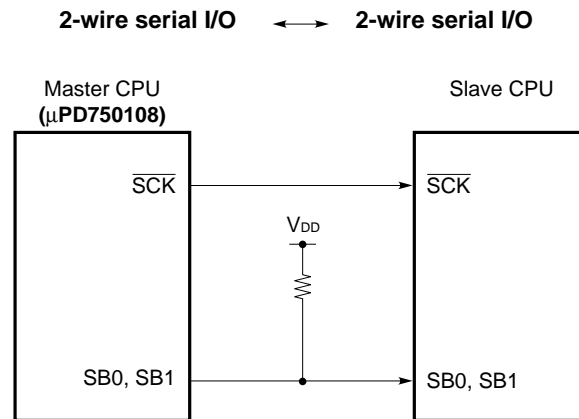 2-wire serial I/O ↔ 2-wire serial I/O
Master CPU
(μPD750108)
Slave CPU
SCK
SCK
VDD
SB0, SB1
SB0, SB1